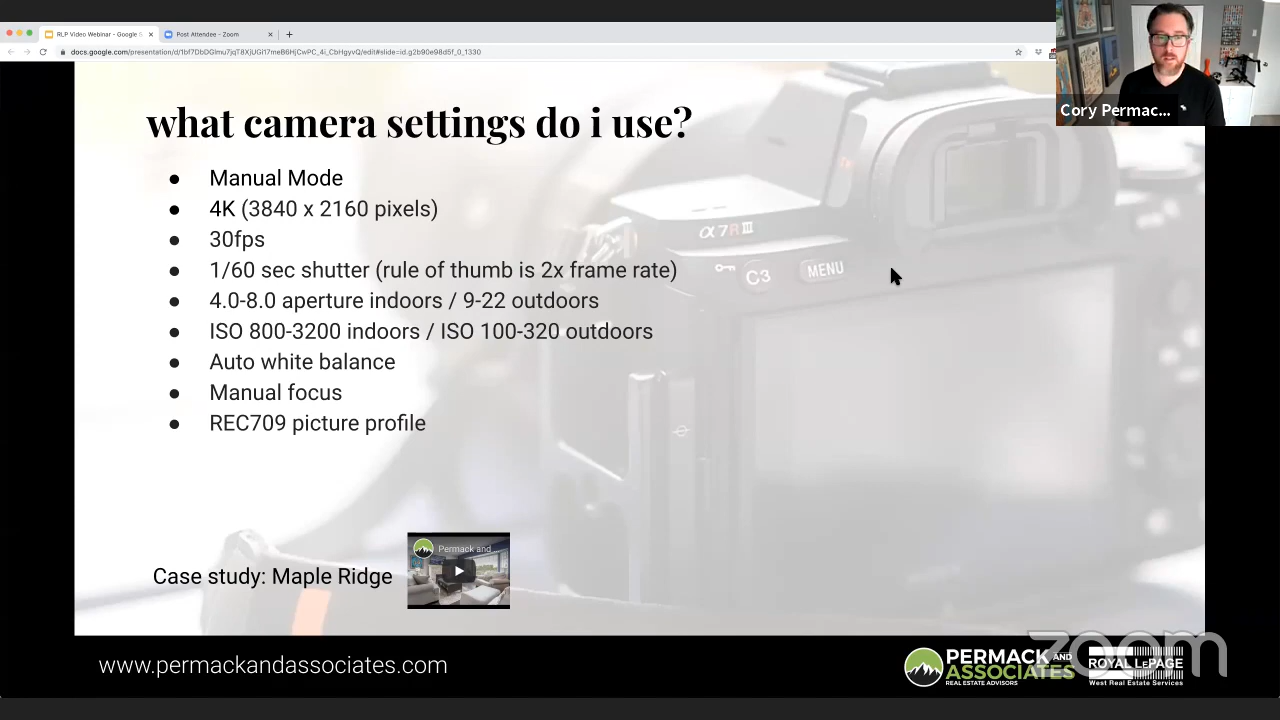 RLP Video Webinar - Google S
Post Attendee - Zoom
Cory Permac...
what camera settings do i use?
● Manual Mode
● 4K (3840 x 2160 pixels)
● 30fps
● 1/60 sec shutter (rule of thumb is 2x frame rate)
● 4.0-8.0 aperture indoors / 9-22 outdoors
● ISO 800-3200 indoors / ISO 100-320 outdoors
● Auto white balance
● Manual focus
● REC709 picture profile
α7RIII
C3
MENU
Permack and ...
Case study: Maple Ridge
www.permackandassociates.com
PERMACK AND
ASSOCIATES
REAL ESTATE ADVISORS
ROYAL LEPAGE
West Real Estate Services
zoom